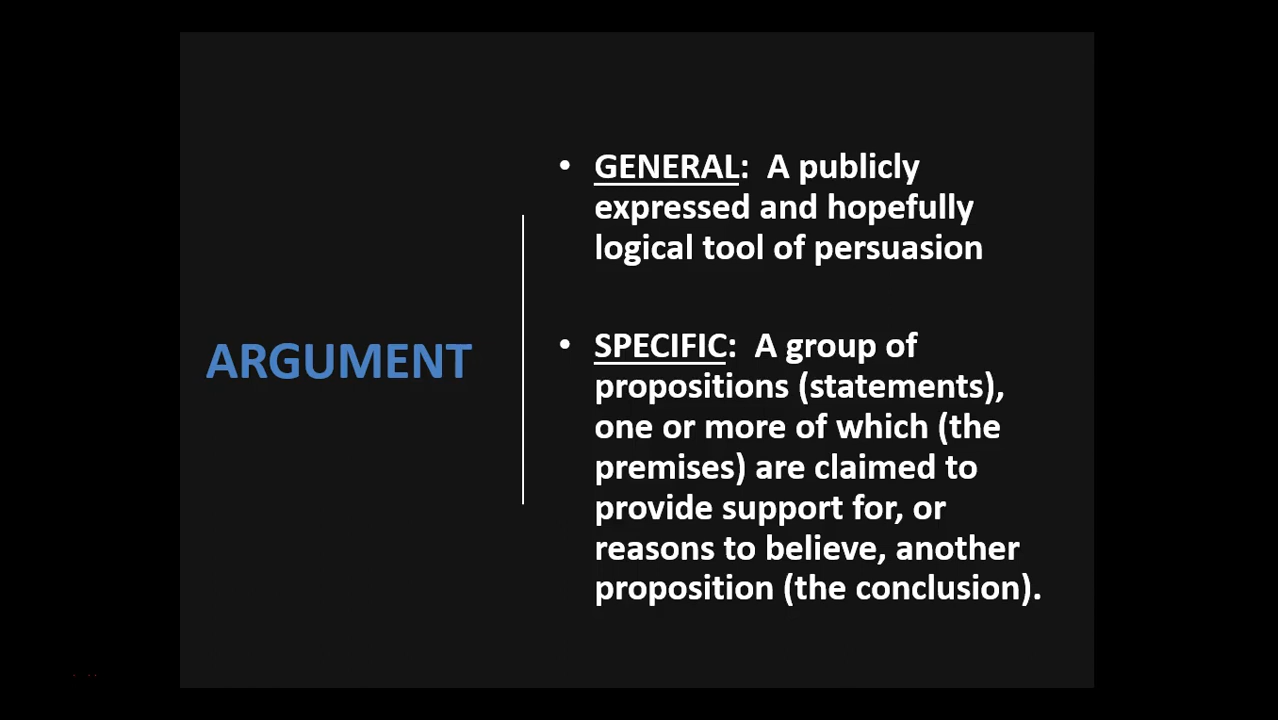 ARGUMENT
• GENERAL:  A publicly
expressed and hopefully
logical tool of persuasion
• SPECIFIC:  A group of
propositions (statements),
one or more of which (the
premises) are claimed to
provide support for, or
reasons to believe, another
proposition (the conclusion).